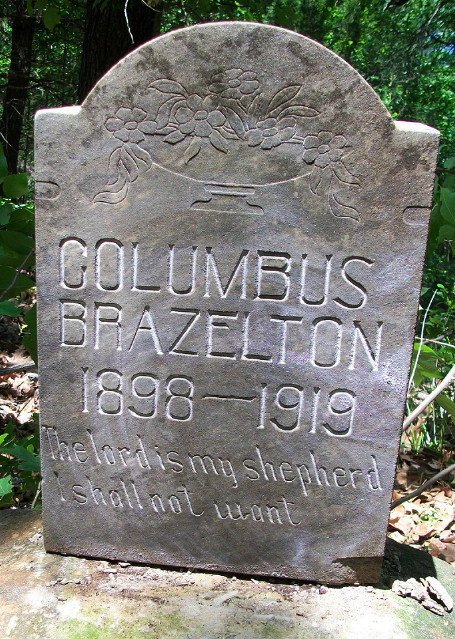 COLUMBUS
BRAZELTON
1898—1919
The lord is my shepherd
I shall not want